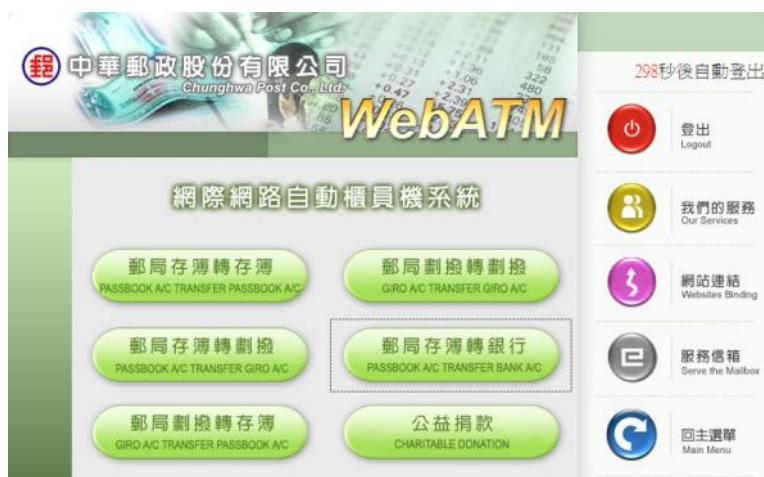 郵
中華郵政股份有限公司
Chunghwa Post Co., Ltd.
WebATM
298秒後自動登出
登出
Logout
我們的服務
Our Services
網站連結
Websites Binding
服務信箱
Serve the Mailbox
回主選單
Main Menu
網際網路自動櫃員機系統
郵局存簿轉存簿
PASSBOOK A/C TRANSFER PASSBOOK A/C
郵局劃撥轉劃撥
GIRO A/C TRANSFER GIRO A/C
郵局存簿轉劃撥
PASSBOOK A/C TRANSFER GIRO A/C
郵局存簿轉銀行
PASSBOOK A/C TRANSFER BANK A/C
郵局劃撥轉存簿
GIRO A/C TRANSFER PASSBOOK A/C
公益捐款
CHARITABLE DONATION